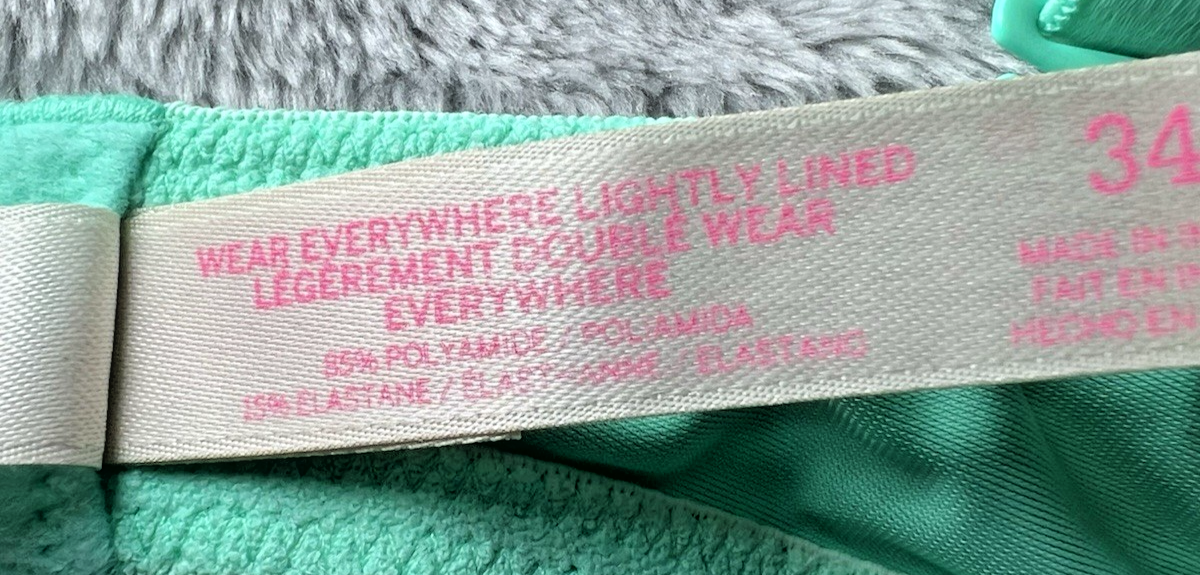 WEAR EVERYWHERE LIGHTLY LINED
LÉGÈREMENT DOUBLÉ WEAR
EVERYWHERE
85% POLYAMIDE / POLIAMIDA
15% ELASTANE / ÉLASTHANNE / ELASTANO
34
MADE IN
FAIT EN
HECHO EN